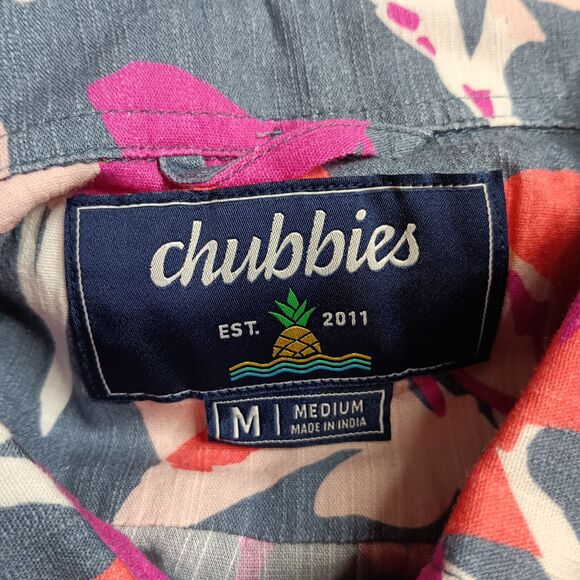 chubbies
EST. 2011
M | MEDIUM
MADE IN INDIA